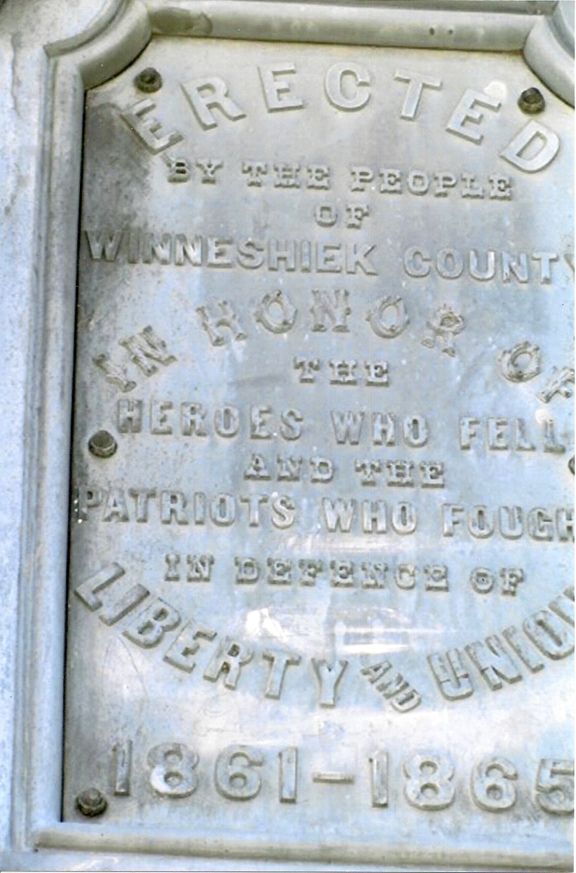 ERECTED
BY THE PEOPLE
OF
WINNESHIEK COUNTY
IN HONOR OF
THE
HEROES WHO FELL
AND THE
PATRIOTS WHO FOUGH
IN DEFENCE OF
LIBERTY AND UNION
1861-1865